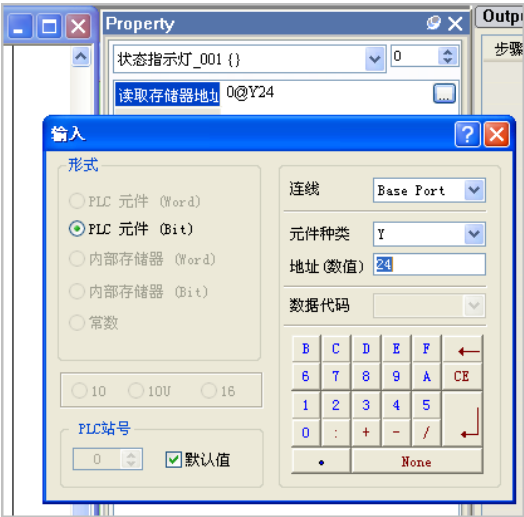 Property
Outpu
状态指示灯_001 {}
0
步骤
读取存储器地址
0@Y24
...
输入
形式
PLC 元件 (Word)
PLC 元件 (Bit)
内部存储器 (Word)
内部存储器 (Bit)
常数
10
10U
16
PLC站号
0
默认值
连线
Base Port
元件种类
Y
地址(数值)
24
数据代码
B C D E F ←
6 7 8 9 A CE
1 2 3 4 5
0 : + - /
. None